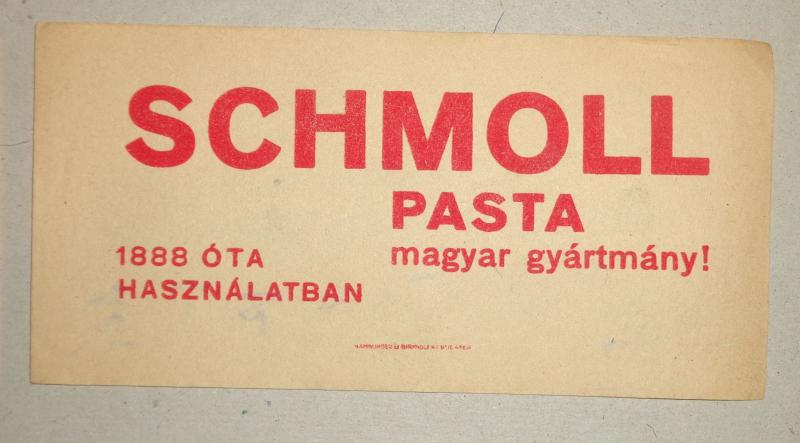 SCHMOLL
PASTA
magyar gyártmány!
1888 ÓTA
HASZNÁLATBAN